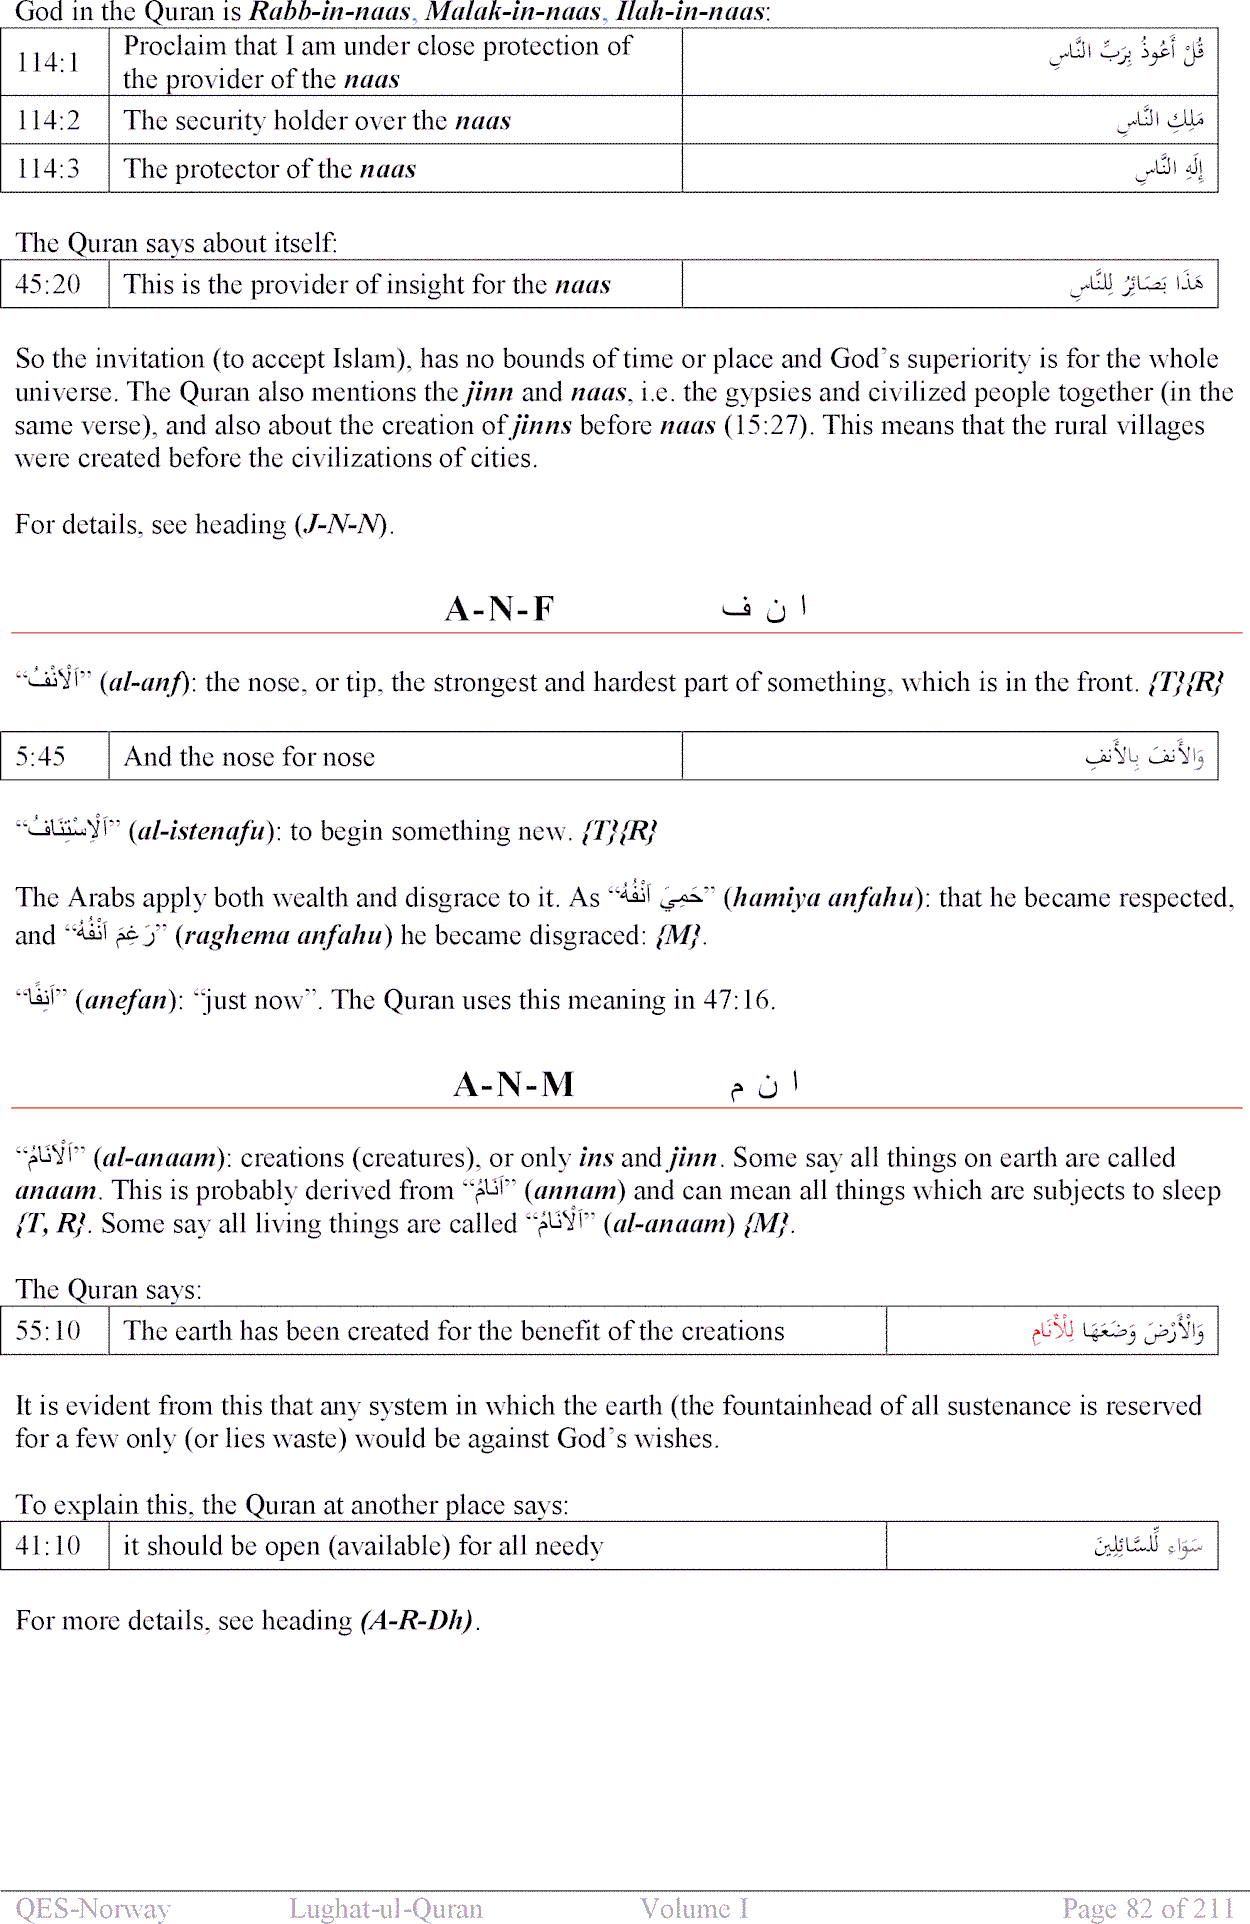 God in the Quran is Rabb-in-naas, Malak-in-naas, Ilah-in-naas:
114:1 Proclaim that I am under close protection of the provider of the naas قُلْ أَعُوذُ بِرَبِّ النَّاسِ
114:2 The security holder over the naas مَلِكِ النَّاسِ
114:3 The protector of the naas إِلَهِ النَّاسِ
The Quran says about itself:
45:20 This is the provider of insight for the naas هَذَا بَصَائِرُ لِلنَّاسِ
So the invitation (to accept Islam), has no bounds of time or place and God's superiority is for the whole
universe. The Quran also mentions the jinn and naas, i.e. the gypsies and civilized people together (in the
same verse), and also about the creation of jinns before naas (15:27). This means that the rural villages
were created before the civilizations of cities.
For details, see heading (J-N-N).
A-N-F ا ن ف
“اَلْاَنْفُ” (al-anf): the nose, or tip, the strongest and hardest part of something, which is in the front. {T}{R}
5:45 And the nose for nose وَالأَنفَ بِالأَنفِ
“اَلْاِسْتِئْنَافُ” (al-istenafu): to begin something new. {T}{R}
The Arabs apply both wealth and disgrace to it. As “حَمِيَ اَنْفُهُ” (hamiya anfahu): that he became respected,
and “رَغِمَ اَنْفُهُ” (raghema anfahu) he became disgraced: {M}.
“اَنِفًا” (anefan): “just now”. The Quran uses this meaning in 47:16.
A-N-M ا ن م
“اَلْاَنَامُ” (al-anaam): creations (creatures), or only ins and jinn. Some say all things on earth are called
anaam. This is probably derived from “اَنَامُ” (annam) and can mean all things which are subjects to sleep
{T, R}. Some say all living things are called “اَلْاَنَامُ” (al-anaam) {M}.
The Quran says:
55:10 The earth has been created for the benefit of the creations وَالْأَرْضَ وَضَعَهَا لِلْأَنَامِ
It is evident from this that any system in which the earth (the fountainhead of all sustenance is reserved
for a few only (or lies waste) would be against God's wishes.
To explain this, the Quran at another place says:
41:10 it should be open (available) for all needy سَوَاء لِّلسَّائِلِينَ
For more details, see heading (A-R-Dh).
QES-Norway Lughat-ul-Quran Volume I Page 82 of 211